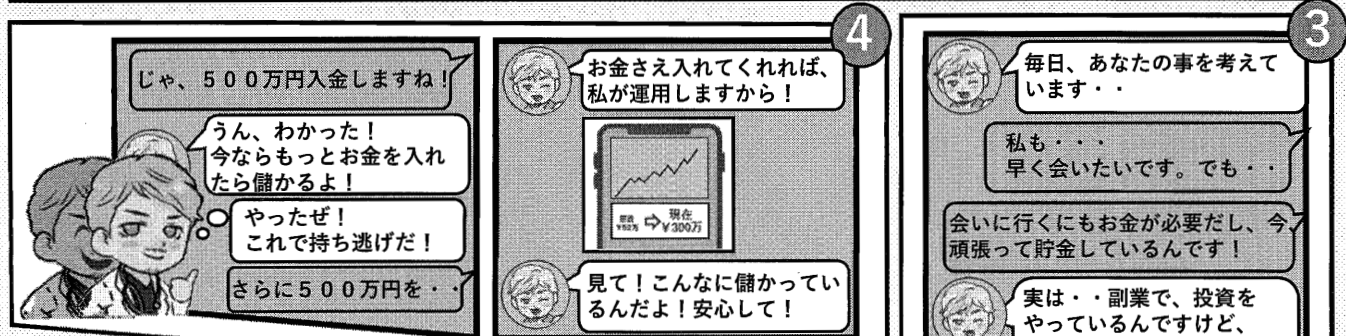 3
毎日、あなたの事を考えて
います・・
私も・・・
早く会いたいです。でも・・
会いに行くにもお金が必要だし、今、
頑張って貯金しているんです!
実は・・副業で、投資を
やっているんですけど、
4
お金さえ入れてくれれば、
私が運用しますから!
現在
¥300万
見て!こんなに儲かってい
るんだよ!安心して!
じゃ、500万円入金しますね!
うん、わかった!
今ならもっとお金を入れ
たら儲かるよ!
やったぜ!
これで持ち逃げだ!
さらに500万円を・・